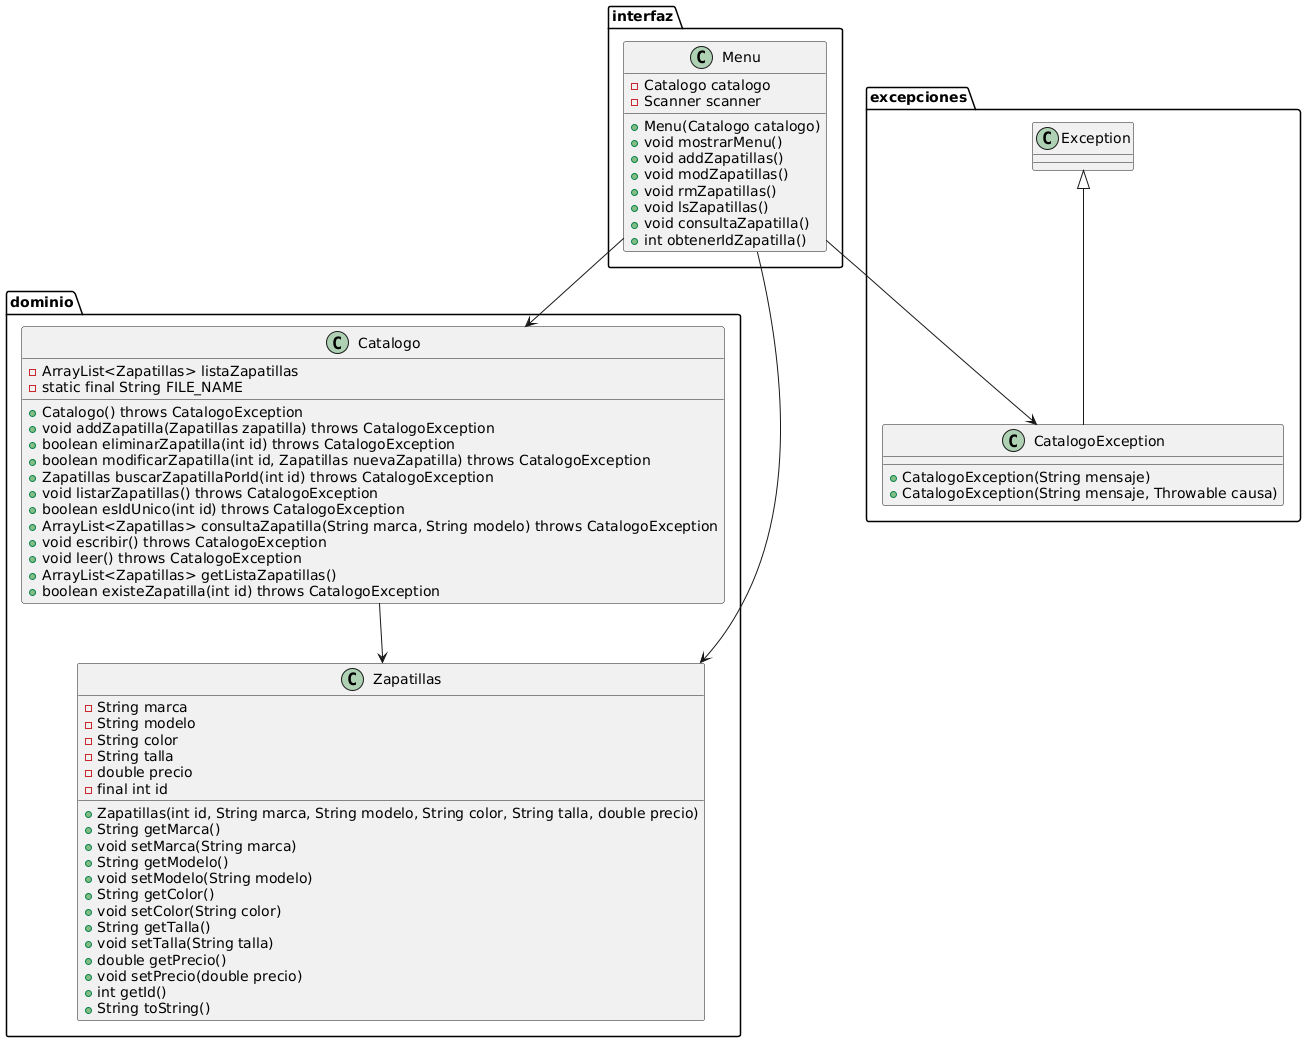 interfaz
C Menu
Catalogo catalogo
Scanner scanner
Menu(Catalogo catalogo)
void mostrarMenu()
void addZapatillas()
void modZapatillas()
void rmZapatillas()
void lsZapatillas()
void consultaZapatilla()
int obtenerIdZapatilla()
excepciones
C Exception
C CatalogoException
CatalogoException(String mensaje)
CatalogoException(String mensaje, Throwable causa)
dominio
C Catalogo
ArrayList<Zapatillas> listaZapatillas
static final String FILE_NAME
Catalogo() throws CatalogoException
void addZapatilla(Zapatillas zapatilla) throws CatalogoException
boolean eliminarZapatilla(int id) throws CatalogoException
boolean modificarZapatilla(int id, Zapatillas nuevaZapatilla) throws CatalogoException
Zapatillas buscarZapatillaPorId(int id) throws CatalogoException
void listarZapatillas() throws CatalogoException
boolean esIdUnico(int id) throws CatalogoException
ArrayList<Zapatillas> consultaZapatilla(String marca, String modelo) throws CatalogoException
void escribir() throws CatalogoException
void leer() throws CatalogoException
ArrayList<Zapatillas> getListaZapatillas()
boolean existeZapatilla(int id) throws CatalogoException
C Zapatillas
String marca
String modelo
String color
String talla
double precio
final int id
Zapatillas(int id, String marca, String modelo, String color, String talla, double precio)
String getMarca()
void setMarca(String marca)
String getModelo()
void setModelo(String modelo)
String getColor()
void setColor(String color)
String getTalla()
void setTalla(String talla)
double getPrecio()
void setPrecio(double precio)
int getId()
String toString()